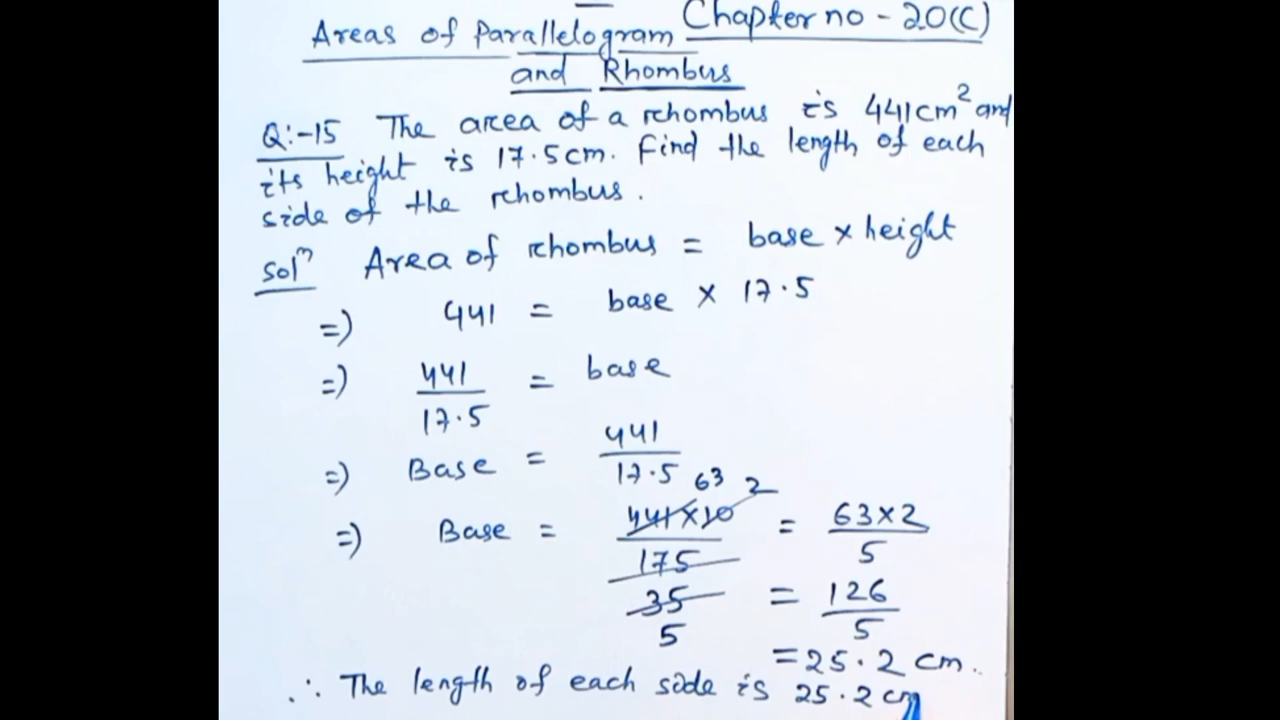 Areas of Parallelogram Chapter no - 20(C)
and Rhombus
Q:-15 The area of a rhombus is 441cm² and
its height is 17.5cm. Find the length of each
side of the rhombus.
Solⁿ Area of rhombus = base × height
=) 441 = base × 17.5
=) 441/17.5 = base
=) Base = 441/17.5
63 2
=) Base = 441×10/175 = 63×2/5
35
5
= 126/5
= 25.2 cm.
∴ The length of each side is 25.2 cm